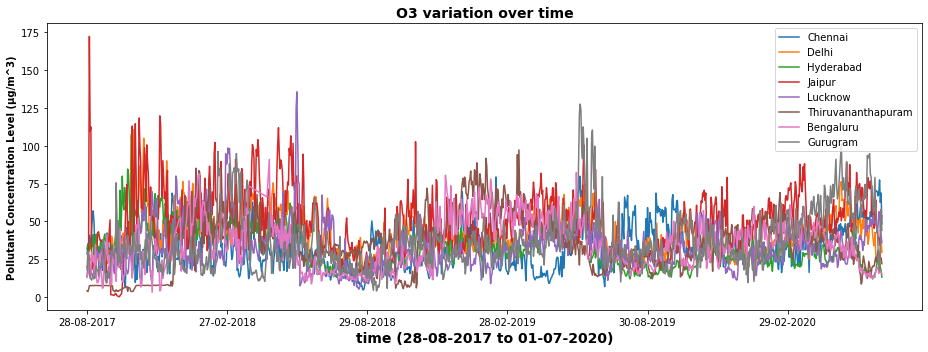 O3 variation over time
Pollutant Concentration Level (µg/m^3)
175
150
125
100
75
50
25
0
Chennai
Delhi
Hyderabad
Jaipur
Lucknow
Thiruvananthapuram
Bengaluru
Gurugram
28-08-2017
27-02-2018
29-08-2018
28-02-2019
30-08-2019
29-02-2020
time (28-08-2017 to 01-07-2020)